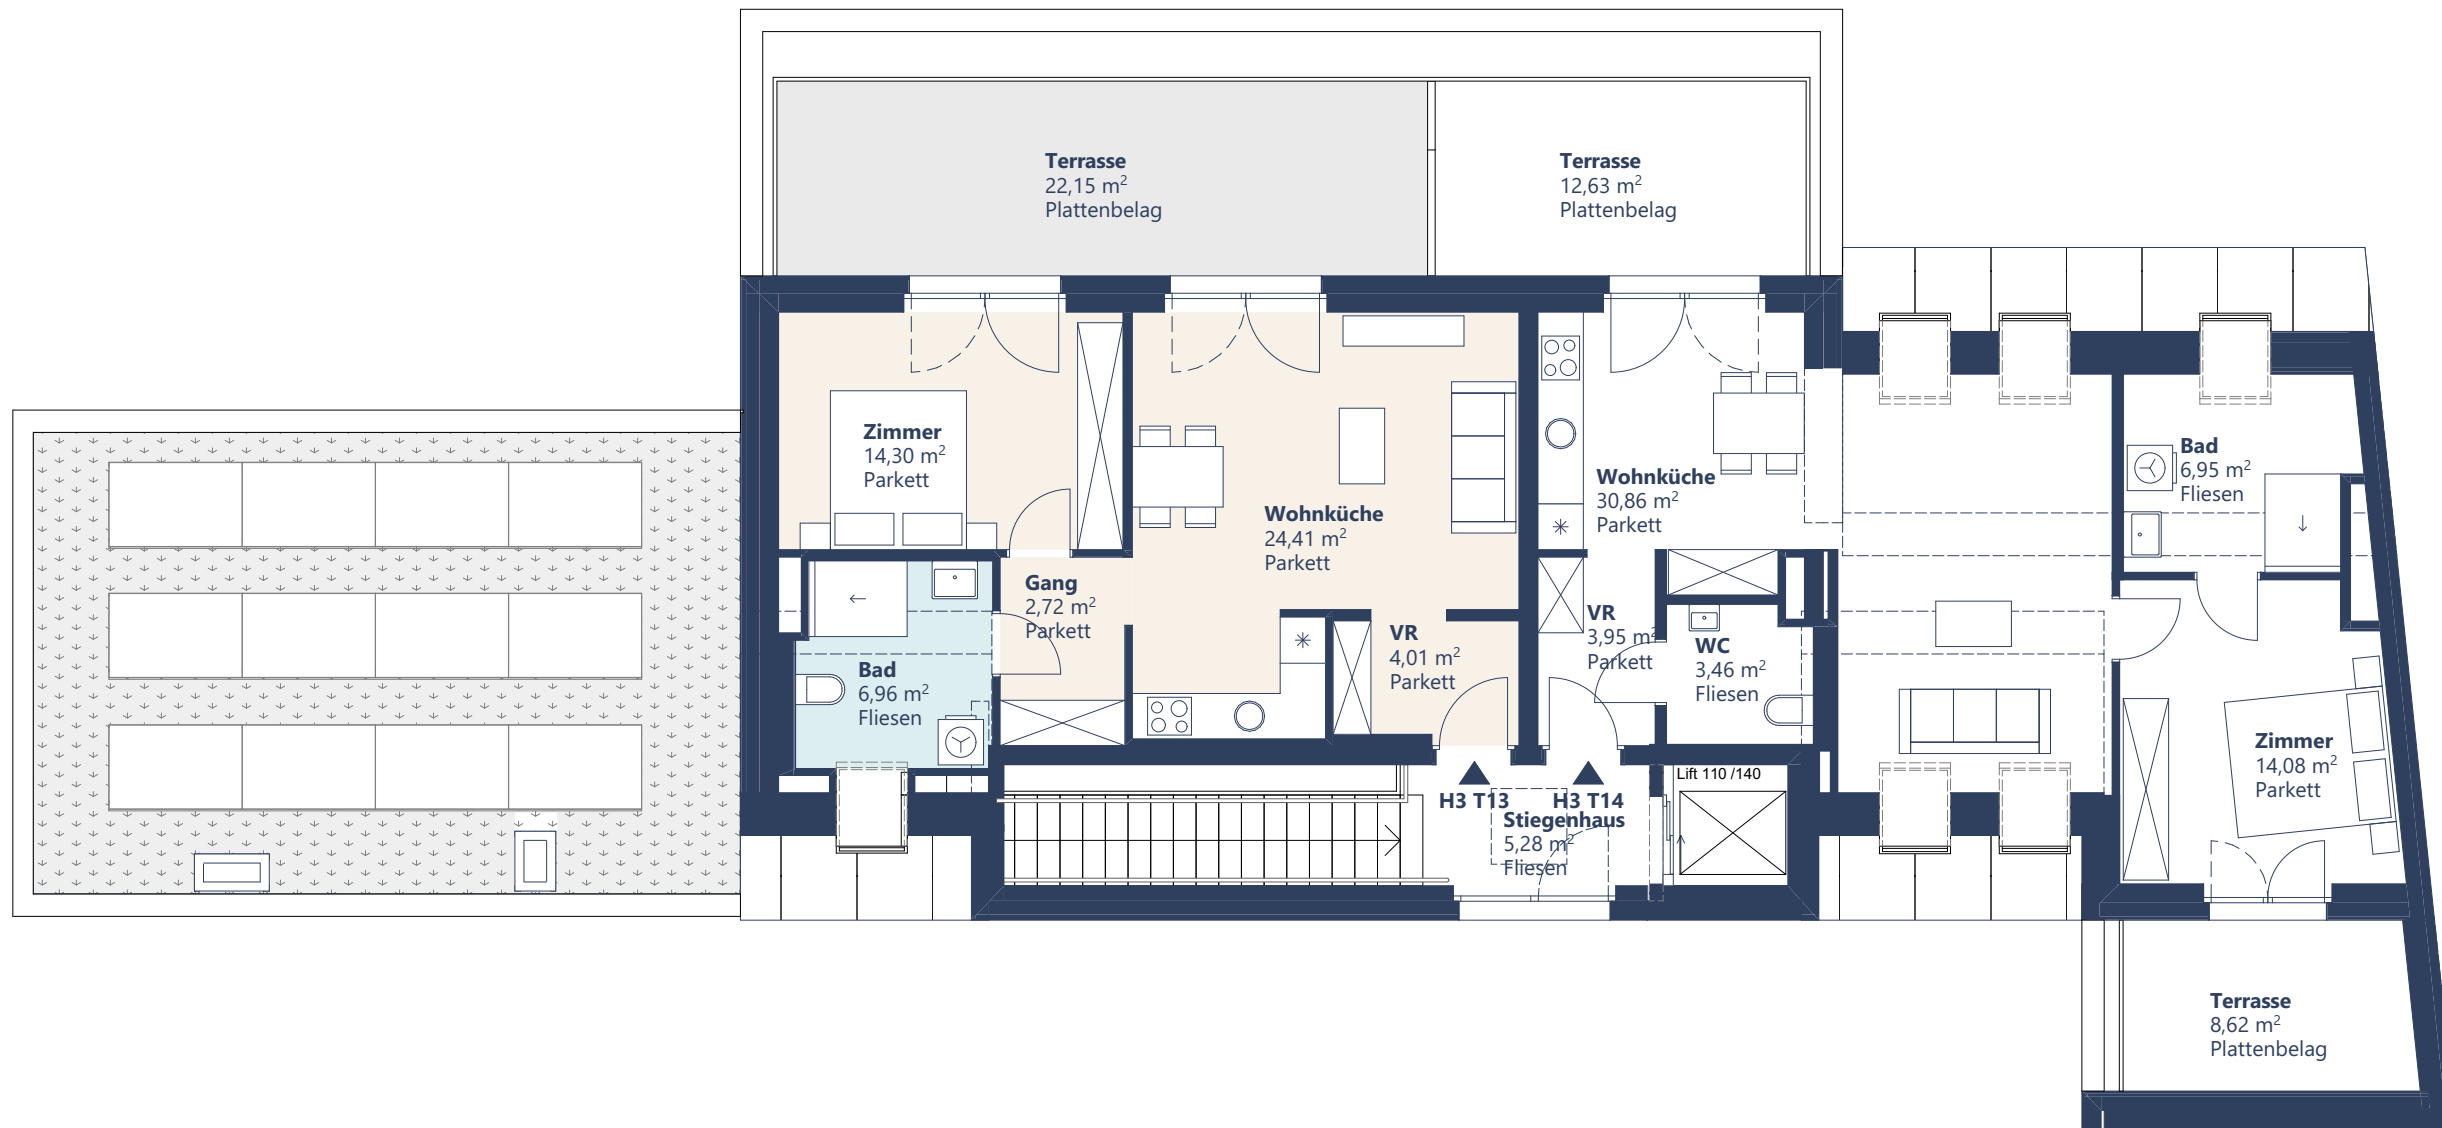 Terrasse
22,15 m²
Plattenbelag
Terrasse
12,63 m²
Plattenbelag
Zimmer
14,30 m²
Parkett
Wohnküche
24,41 m²
Parkett
Wohnküche
30,86 m²
Parkett
Bad
6,95 m²
Fliesen
Gang
2,72 m²
Parkett
VR
4,01 m²
Parkett
VR
3,95 m²
Parkett
WC
3,46 m²
Fliesen
Bad
6,96 m²
Fliesen
Zimmer
14,08 m²
Parkett
Lift 110 /140
H3 T13
H3 T14
Stiegenhaus
5,28 m²
Fliesen
Terrasse
8,62 m²
Plattenbelag